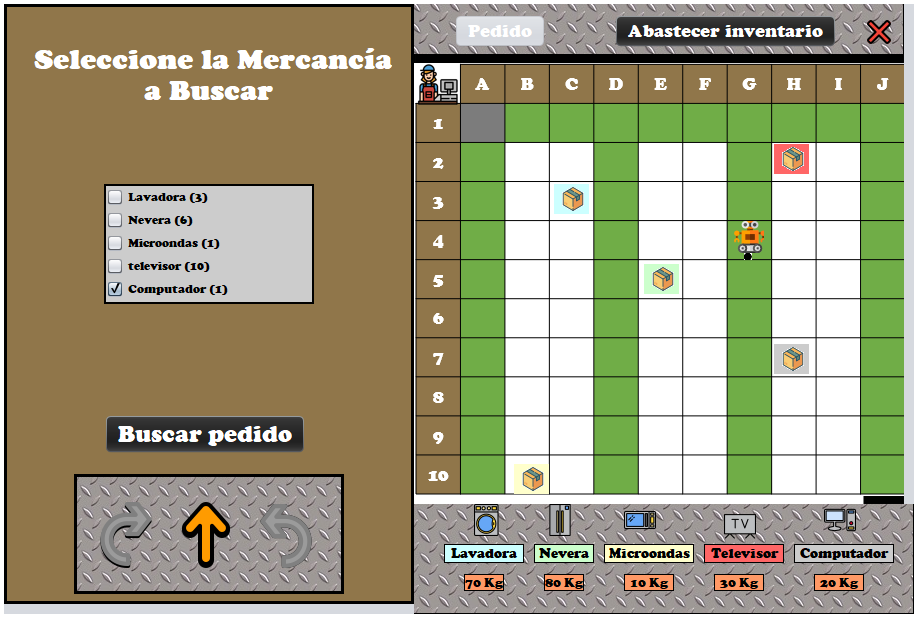 Seleccione la Mercancía
a Buscar
Lavadora (3)
Nevera (6)
Microondas (1)
televisor (10)
Computador (1)
Buscar pedido
Pedido
Abastecer inventario
A B C D E F G H I J
1
2
3
4
5
6
7
8
9
10
TV
Lavadora Nevera Microondas Televisor Computador
70 Kg 80 Kg 10 Kg 30 Kg 20 Kg